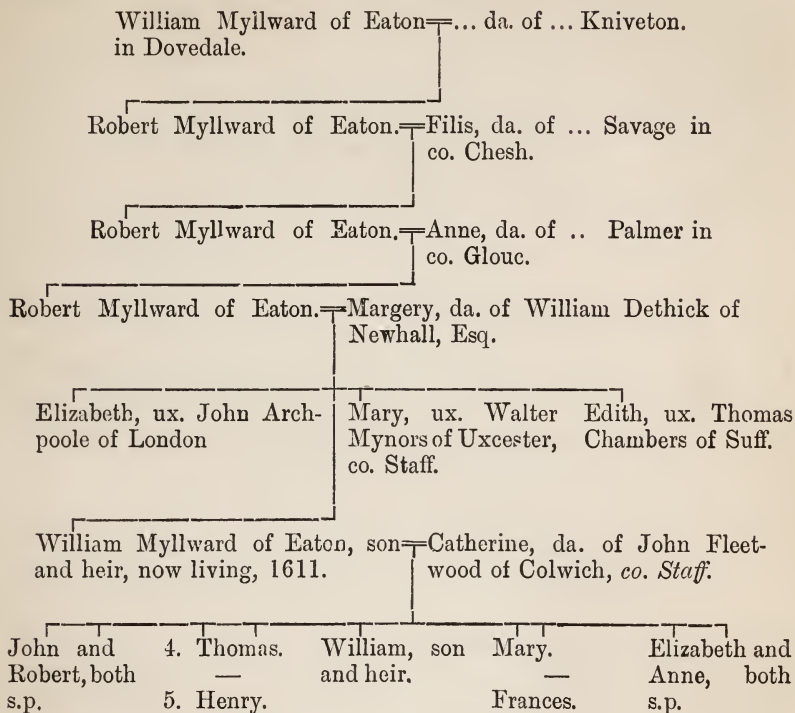 William Myllward of Eaton=... da. of ... Kniveton.
in Dovedale.
Robert Myllward of Eaton.=Filis, da. of ... Savage in
co. Chesh.
Robert Myllward of Eaton.=Anne, da. of .. Palmer in
co. Glouc.
Robert Myllward of Eaton.=Margery, da. of William Dethick of
Newhall, Esq.
Elizabeth, ux. John Arch-
poole of London
Mary, ux. Walter
Mynors of Uxcester,
co. Staff.
Edith, ux. Thomas
Chambers of Suff.
William Myllward of Eaton, son=Catherine, da. of John Fleet-
and heir, now living, 1611.
wood of Colwich, co. Staff.
John and
Robert, both
s.p.
4. Thomas.
—
5. Henry.
William, son
and heir.
Mary.
—
Frances.
Elizabeth and
Anne, both
s.p.